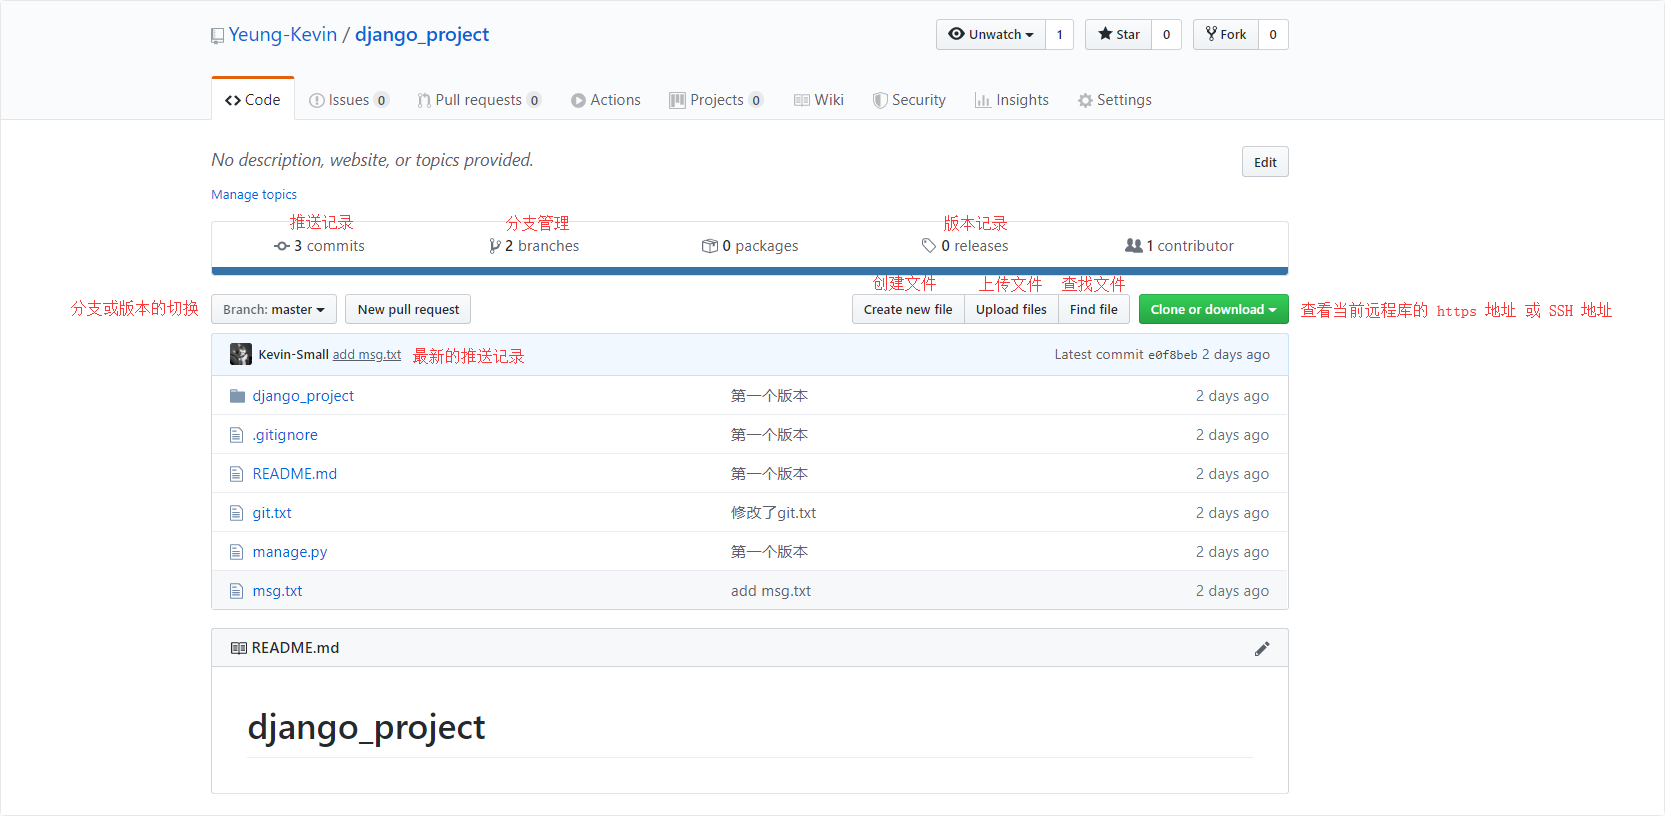 Yeung-Kevin / django_project
Unwatch 1 Star 0 Fork 0
Code Issues 0 Pull requests 0 Actions Projects 0 Wiki Security Insights Settings
No description, website, or topics provided.
Edit
Manage topics
推送记录 分支管理 版本记录
3 commits 2 branches 0 packages 0 releases 1 contributor
创建文件 上传文件 查找文件
分支或版本的切换 Branch: master New pull request Create new file Upload files Find file Clone or download 查看当前远程库的 https 地址 或 SSH 地址
Kevin-Small add msg.txt 最新的推送记录 Latest commit e0f8beb 2 days ago
django_project 第一个版本 2 days ago
.gitignore 第一个版本 2 days ago
README.md 第一个版本 2 days ago
git.txt 修改了git.txt 2 days ago
manage.py 第一个版本 2 days ago
msg.txt add msg.txt 2 days ago
README.md
django_project